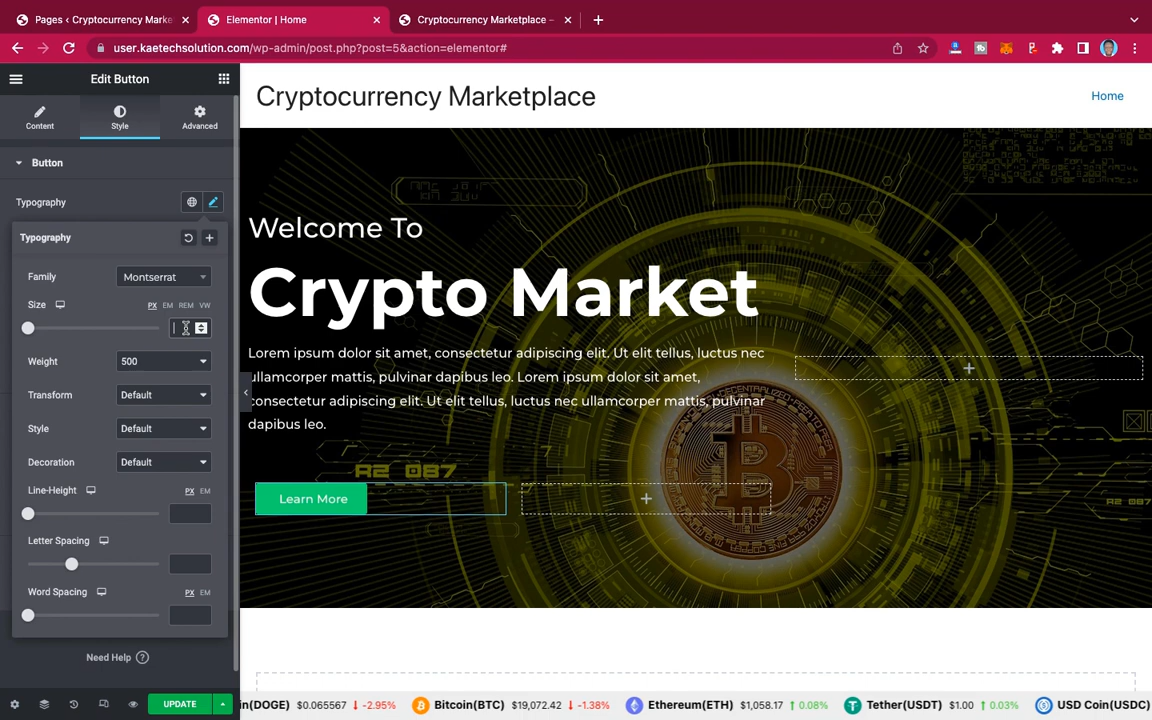 Pages < Cryptocurrency Marke
Elementor | Home
Cryptocurrency Marketplace –
user.kaetechsolution.com/wp-admin/post.php?post=5&action=elementor#
Edit Button
Content
Style
Advanced
Button
Typography
Typography
Family
Montserrat
Size
PX EM REM VW
Weight
500
Transform
Default
Style
Default
Decoration
Default
Line-Height
PX EM
Letter Spacing
Word Spacing
PX EM
Need Help
UPDATE
Cryptocurrency Marketplace
Home
Welcome To
Crypto Market
Lorem ipsum dolor sit amet, consectetur adipiscing elit. Ut elit tellus, luctus nec
ullamcorper mattis, pulvinar dapibus leo. Lorem ipsum dolor sit amet,
consectetur adipiscing elit. Ut elit tellus, luctus nec ullamcorper mattis, pulvinar
dapibus leo.
Learn More
in(DOGE) $0.065567 ↓ -2.95% Bitcoin(BTC) $19,072.42 ↓ -1.38% Ethereum(ETH) $1,058.17 ↑ 0.08% Tether(USDT) $1.00 ↑ 0.03% USD Coin(USDC)